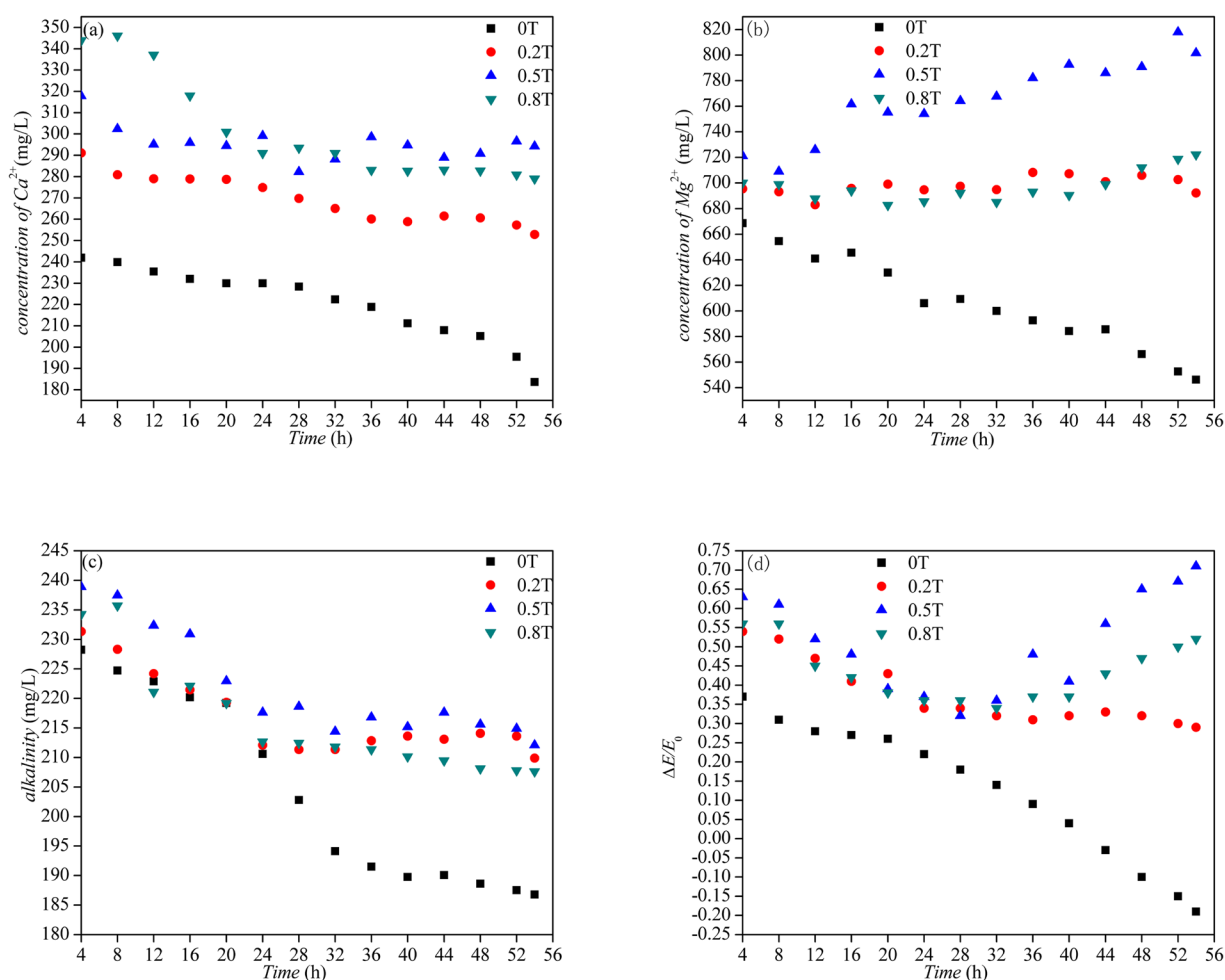 (a)
0T
0.2T
0.5T
0.8T
350
340
330
320
310
300
290
280
270
260
250
240
230
220
210
200
190
180
concentration of Ca²⁺ (mg/L)
4 8 12 16 20 24 28 32 36 40 44 48 52 56
Time (h)
(b)
0T
0.2T
0.5T
0.8T
820
800
780
760
740
720
700
680
660
640
620
600
580
560
540
concentration of Mg²⁺ (mg/L)
4 8 12 16 20 24 28 32 36 40 44 48 52 56
Time (h)
(c)
0T
0.2T
0.5T
0.8T
245
240
235
230
225
220
215
210
205
200
195
190
185
180
alkalinity (mg/L)
4 8 12 16 20 24 28 32 36 40 44 48 52 56
Time (h)
(d)
0T
0.2T
0.5T
0.8T
0.75
0.70
0.65
0.60
0.55
0.50
0.45
0.40
0.35
0.30
0.25
0.20
0.15
0.10
0.05
0.00
-0.05
-0.10
-0.15
-0.20
-0.25
ΔE/E₀
4 8 12 16 20 24 28 32 36 40 44 48 52 56
Time (h)